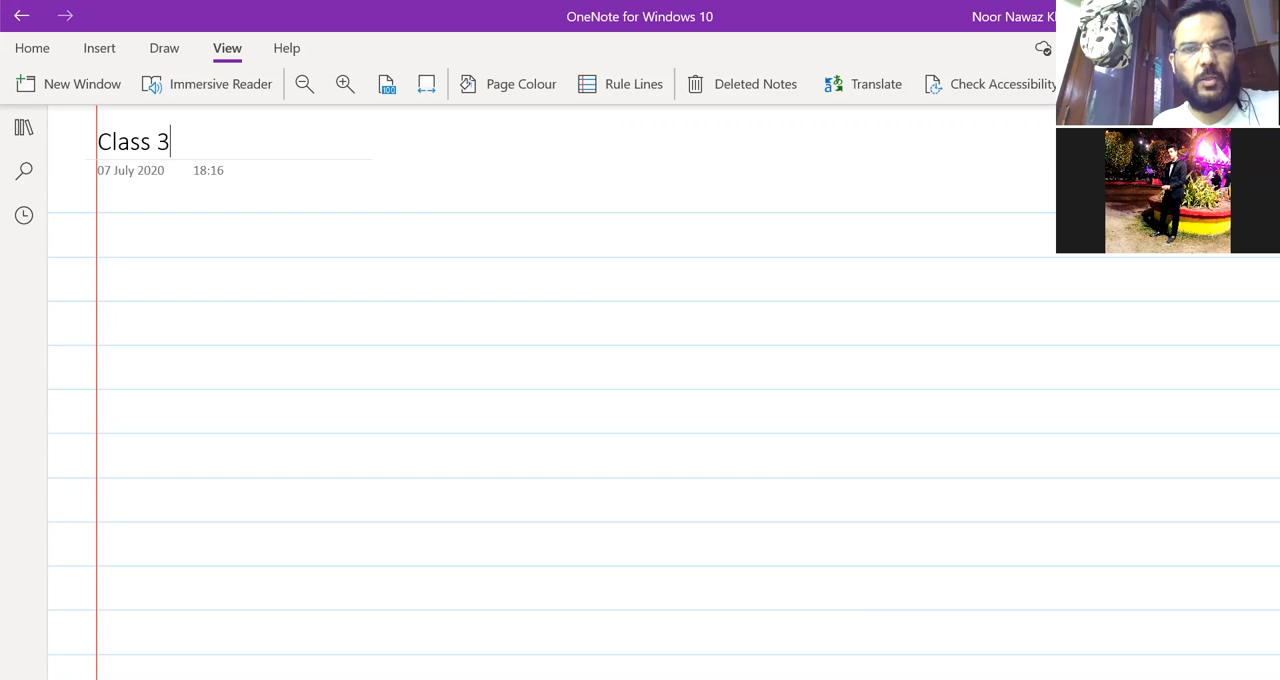 OneNote for Windows 10
Noor Nawaz
Home Insert Draw View Help
New Window Immersive Reader 100 Page Colour Rule Lines Deleted Notes Translate Check Accessibility
Class 3
07 July 2020 18:16